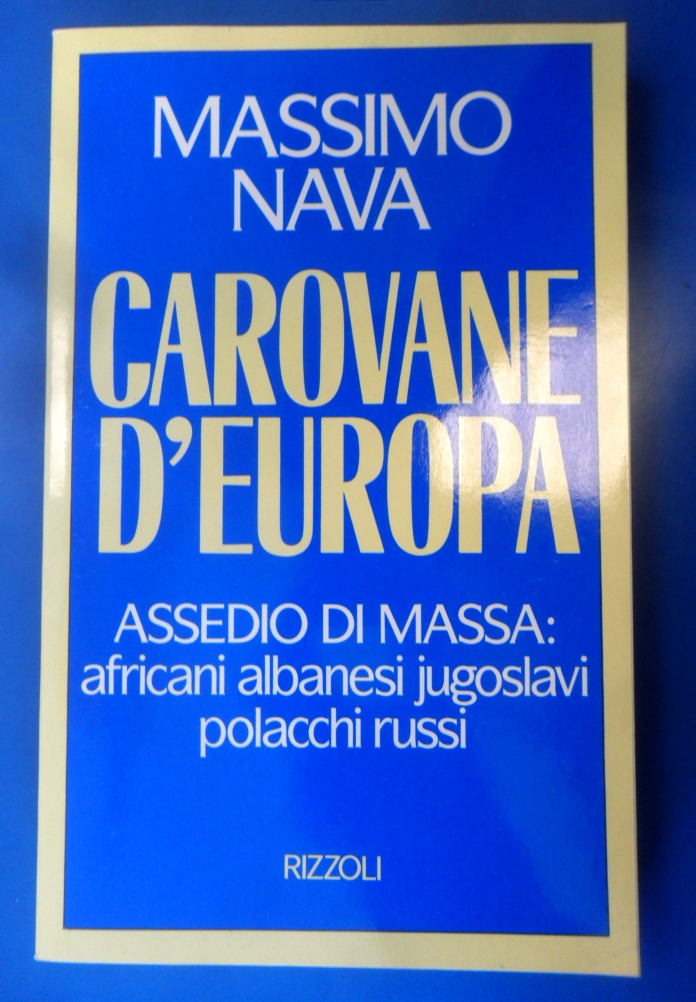 MASSIMO
NAVA
CAROVANE
D'EUROPA
ASSEDIO DI MASSA:
africani albanesi jugoslavi
polacchi russi
RIZZOLI